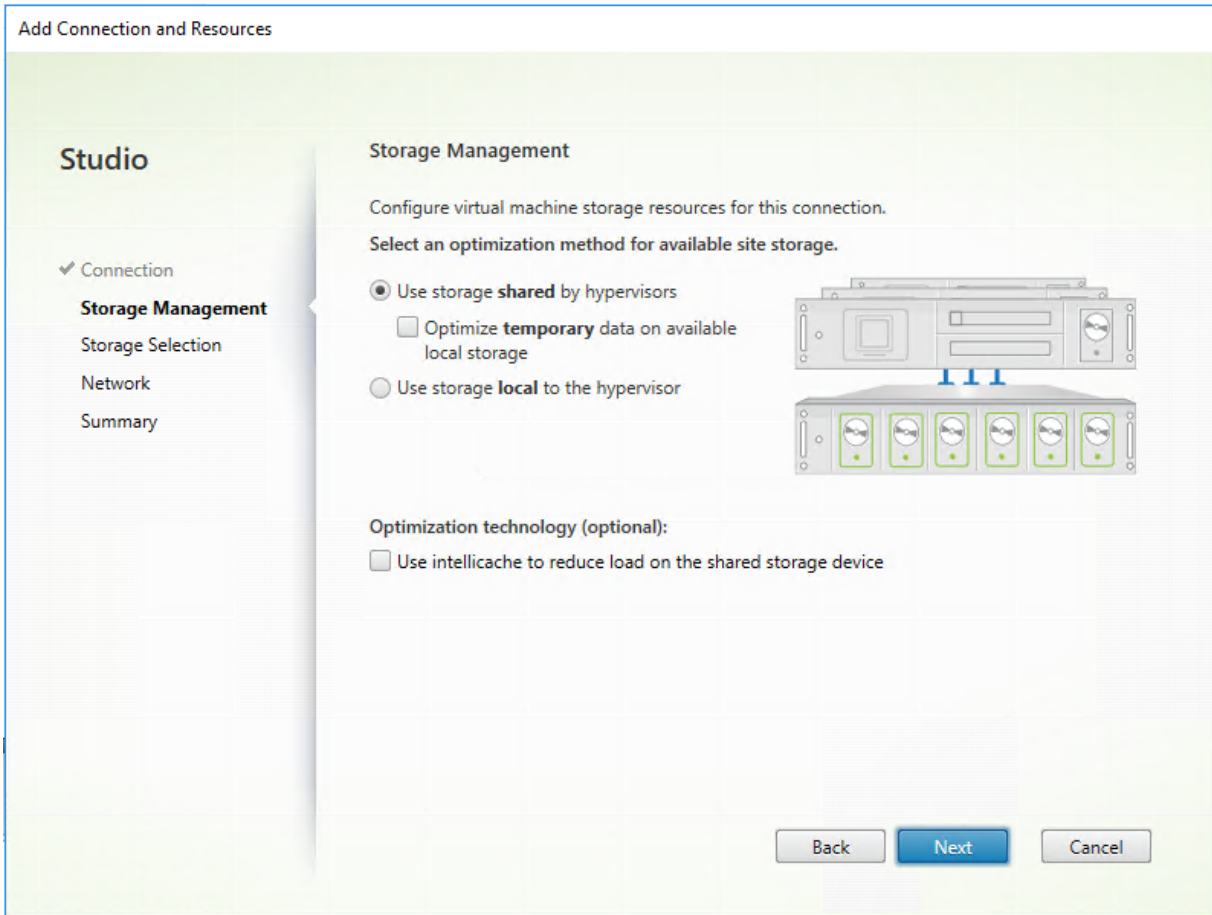 Add Connection and Resources
Studio
Connection
Storage Management
Storage Selection
Network
Summary
Storage Management
Configure virtual machine storage resources for this connection.
Select an optimization method for available site storage.
Use storage shared by hypervisors
Optimize temporary data on available
local storage
Use storage local to the hypervisor
Optimization technology (optional):
Use intellicache to reduce load on the shared storage device
Back
Next
Cancel